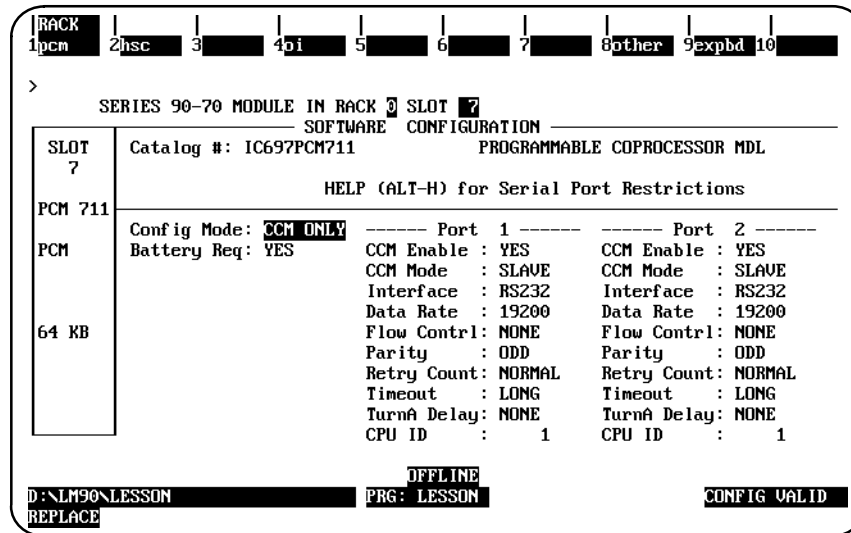 RACK
1pcm 2hsc 3 4oi 5 6 7 8other 9expbd 10
>
SERIES 90-70 MODULE IN RACK 0 SLOT 7
SOFTWARE CONFIGURATION
SLOT Catalog #: IC697PCM711 PROGRAMMABLE COPROCESSOR MDL
7
HELP (ALT-H) for Serial Port Restrictions
PCM 711
Config Mode: CCM ONLY ------ Port 1 ------ ------ Port 2 ------
PCM Battery Req: YES CCM Enable : YES CCM Enable : YES
CCM Mode : SLAVE CCM Mode : SLAVE
Interface : RS232 Interface : RS232
Data Rate : 19200 Data Rate : 19200
64 KB Flow Contrl: NONE Flow Contrl: NONE
Parity : ODD Parity : ODD
Retry Count: NORMAL Retry Count: NORMAL
Timeout : LONG Timeout : LONG
TurnA Delay: NONE TurnA Delay: NONE
CPU ID : 1 CPU ID : 1
OFFLINE
D:\LM90\LESSON PRG: LESSON CONFIG VALID
REPLACE